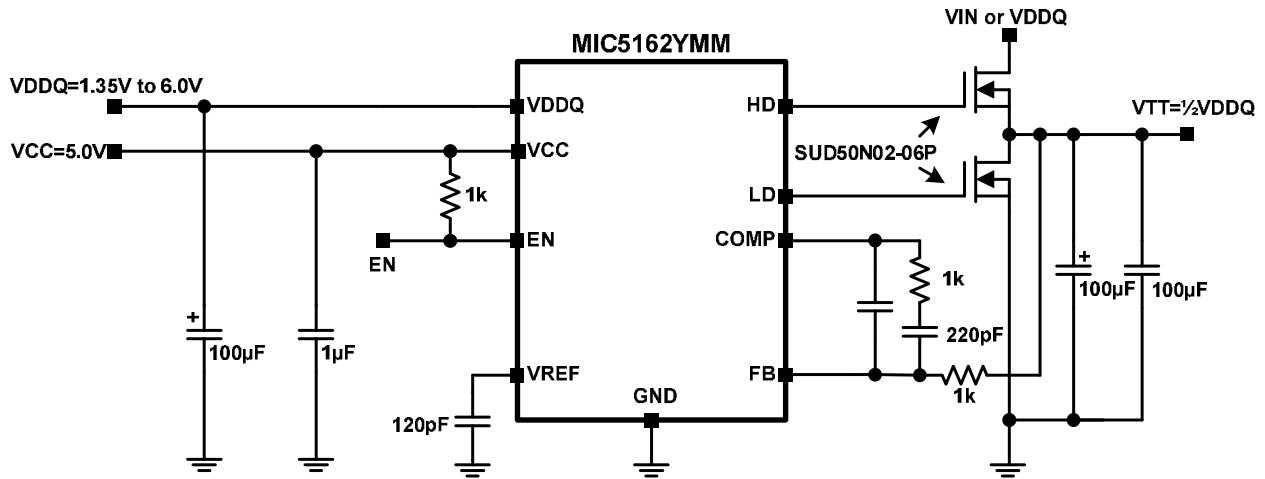 VIN or VDDQ
MIC5162YMM
VDDQ=1.35V to 6.0V
VDDQ
HD
VTT=½VDDQ
VCC=5.0V
VCC
SUD50N02-06P
1k
LD
EN
COMP
EN
1k
+
100µF
100µF
+
100µF
1µF
220pF
VREF
FB
GND
1k
120pF